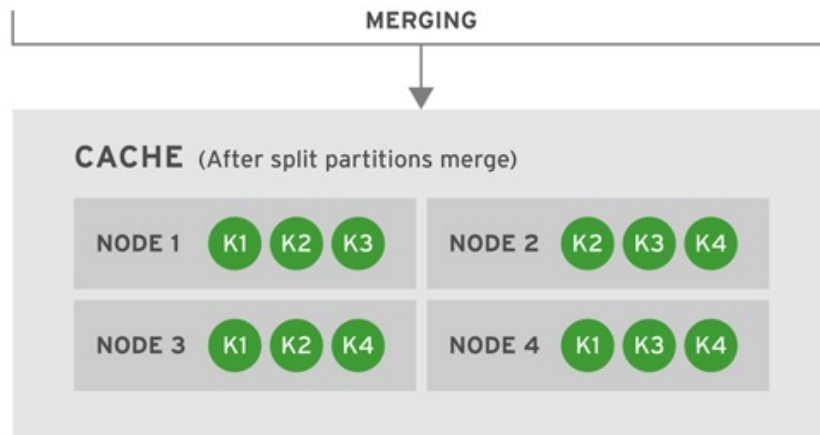 MERGING
CACHE (After split partitions merge)
NODE 1 K1 K2 K3
NODE 2 K2 K3 K4
NODE 3 K1 K2 K4
NODE 4 K1 K3 K4